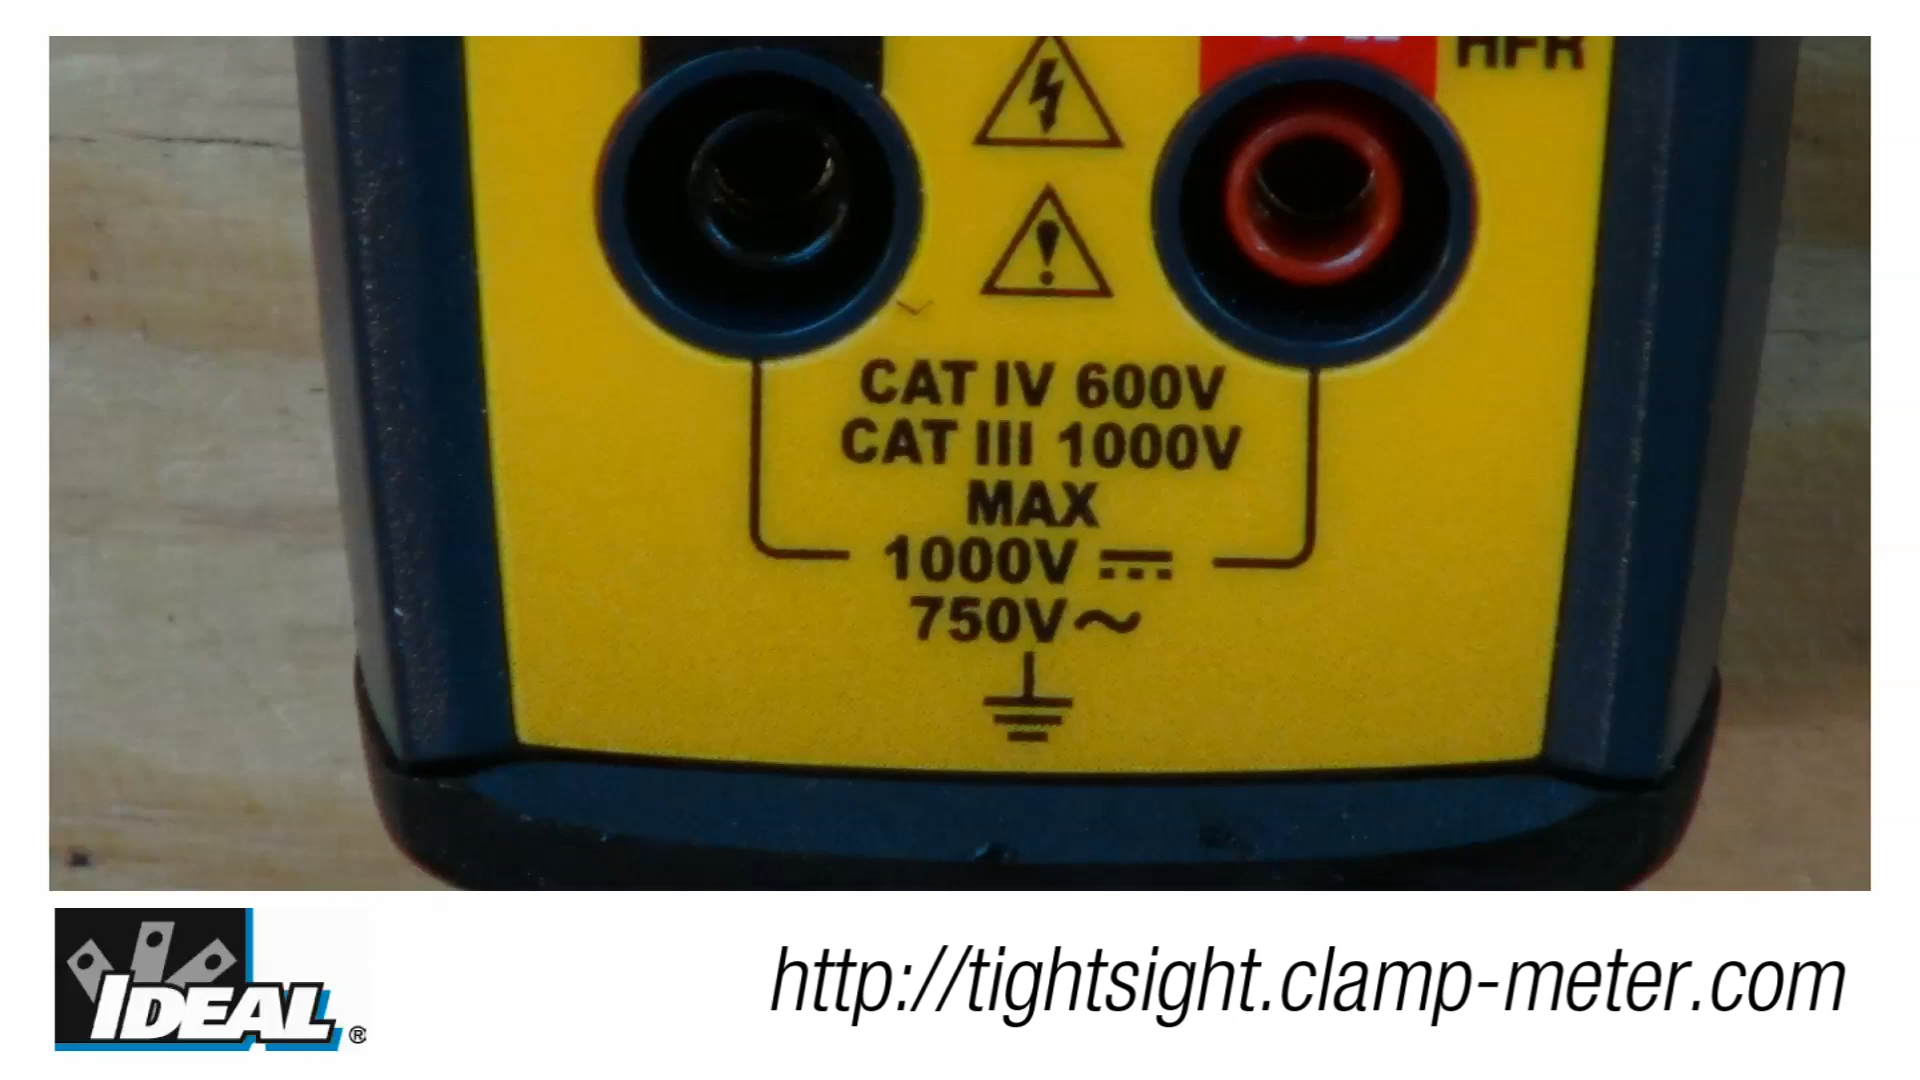 HFR
CAT IV 600V
CAT III 1000V
MAX
1000V
750V~
IDEAL®
http://tightsight.clamp-meter.com